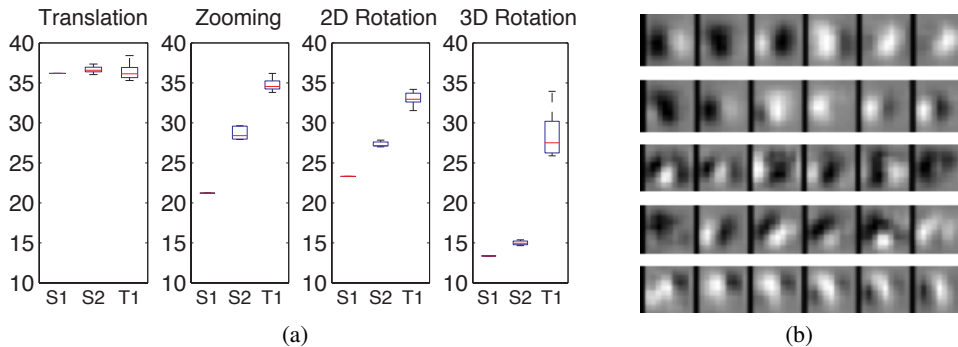 Translation Zooming 2D Rotation 3D Rotation
40 40 40 40
35 35 35 35
30 30 30 30
25 25 25 25
20 20 20 20
15 15 15 15
10 10 10 10
S1 S2 T1 S1 S2 T1 S1 S2 T1 S1 S2 T1
(a) (b)